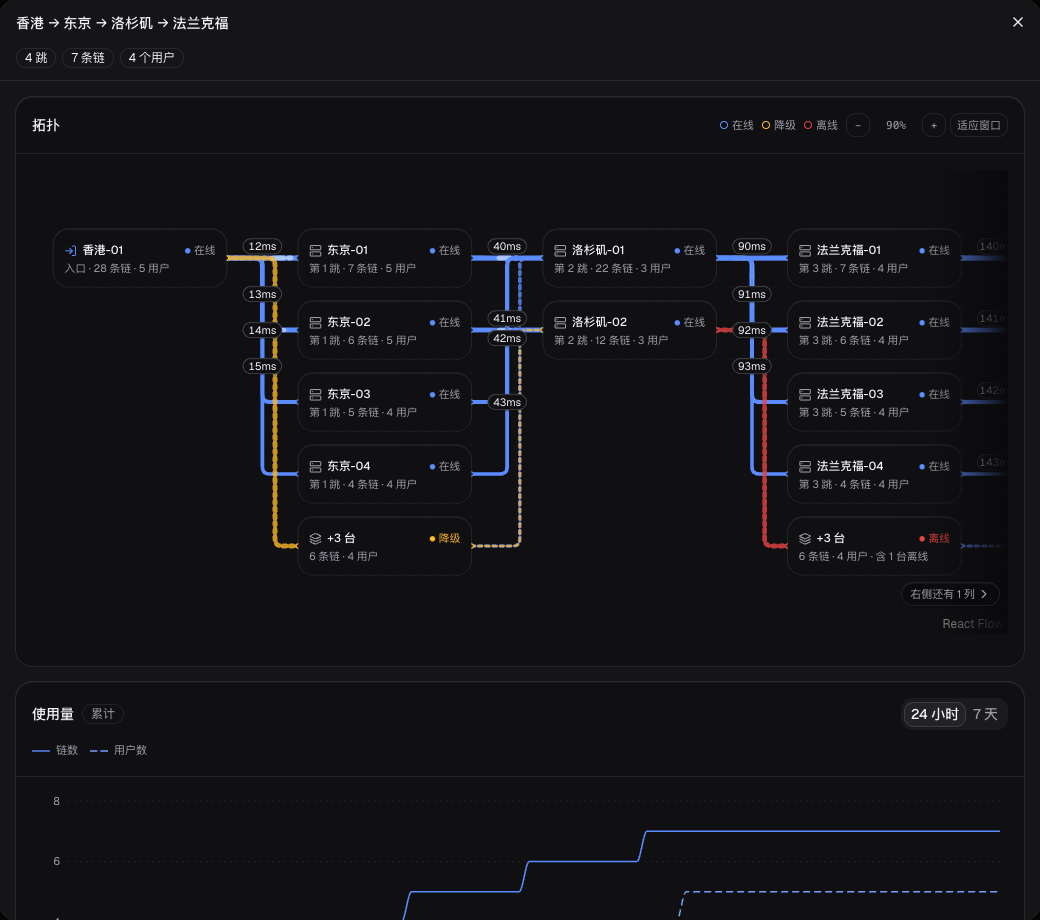 香港 → 东京 → 洛杉矶 → 法兰克福
4 跳 7 条链 4 个用户
拓扑
在线 降级 离线 − 90% + 适应窗口
香港-01 在线
入口 · 28 条链 · 5 用户
12ms
13ms
14ms
15ms
东京-01 在线
第 1 跳 · 7 条链 · 5 用户
东京-02 在线
第 1 跳 · 6 条链 · 5 用户
东京-03 在线
第 1 跳 · 5 条链 · 4 用户
东京-04 在线
第 1 跳 · 4 条链 · 4 用户
+3 台 降级
6 条链 · 4 用户
40ms
41ms
42ms
43ms
洛杉矶-01 在线
第 2 跳 · 22 条链 · 3 用户
洛杉矶-02 在线
第 2 跳 · 12 条链 · 3 用户
90ms
91ms
92ms
93ms
法兰克福-01 在线
第 3 跳 · 7 条链 · 4 用户
法兰克福-02 在线
第 3 跳 · 6 条链 · 4 用户
法兰克福-03 在线
第 3 跳 · 5 条链 · 4 用户
法兰克福-04 在线
第 3 跳 · 4 条链 · 4 用户
+3 台 离线
6 条链 · 4 用户 · 含 1 台离线
右侧还有 1 列
React Flow
使用量 累计 24 小时 7 天
链数 用户数
8
6